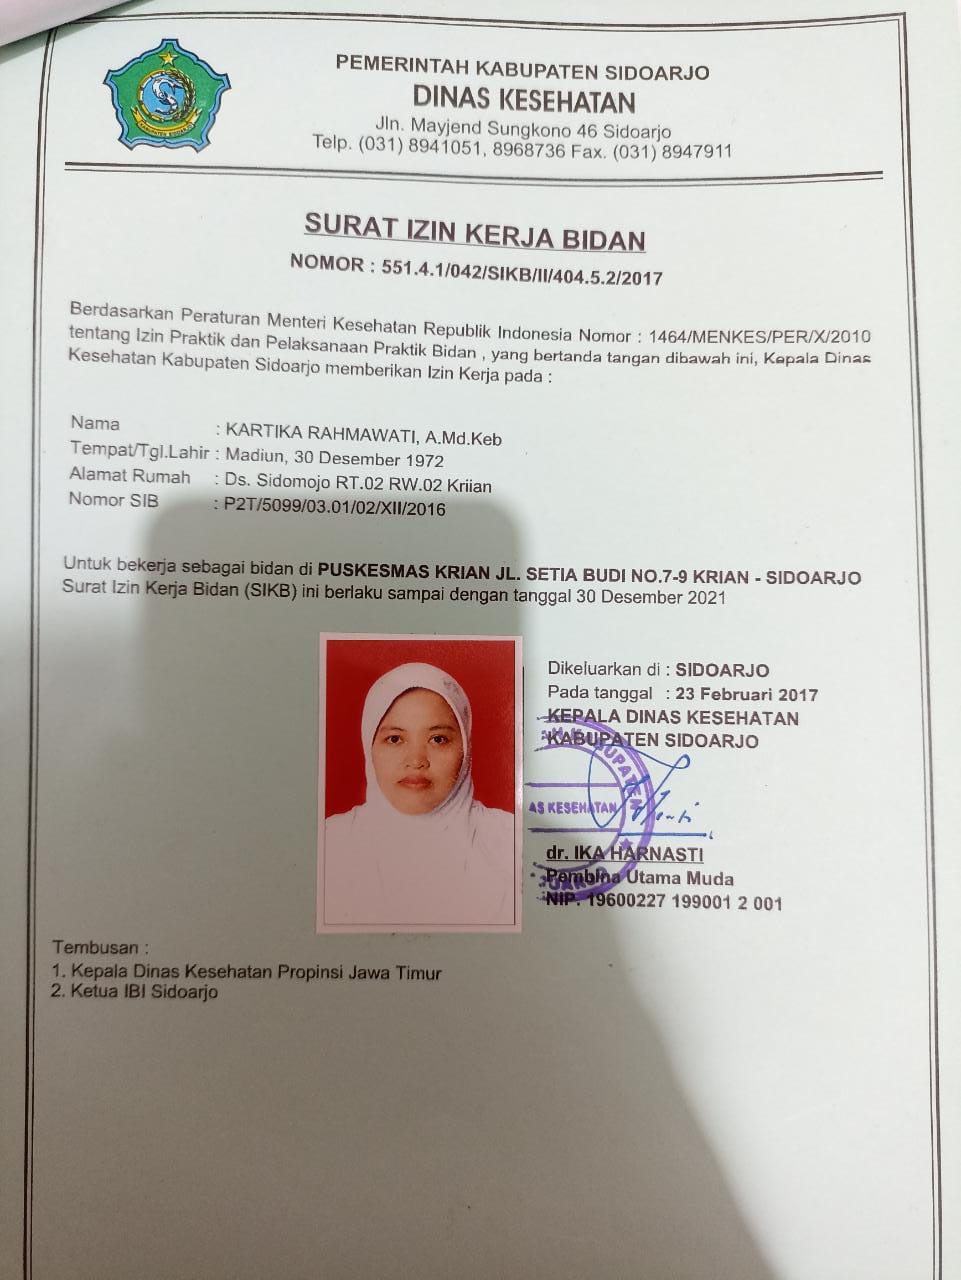 PEMERINTAH KABUPATEN SIDOARJO
DINAS KESEHATAN
Jln. Mayjend Sungkono 46 Sidoarjo
Telp. (031) 8941051, 8968736 Fax. (031) 8947911
SURAT IZIN KERJA BIDAN
NOMOR : 551.4.1/042/SIKB/II/404.5.2/2017
Berdasarkan Peraturan Menteri Kesehatan Republik Indonesia Nomor : 1464/MENKES/PER/X/2010
tentang Izin Praktik dan Pelaksanaan Praktik Bidan , yang bertanda tangan dibawah ini, Kepala Dinas
Kesehatan Kabupaten Sidoarjo memberikan Izin Kerja pada :
Nama : KARTIKA RAHMAWATI, A.Md.Keb
Tempat/Tgl.Lahir : Madiun, 30 Desember 1972
Alamat Rumah : Ds. Sidomojo RT.02 RW.02 Kriian
Nomor SIB : P2T/5099/03.01/02/XII/2016
Untuk bekerja sebagai bidan di PUSKESMAS KRIAN JL. SETIA BUDI NO.7-9 KRIAN - SIDOARJO
Surat Izin Kerja Bidan (SIKB) ini berlaku sampai dengan tanggal 30 Desember 2021
Dikeluarkan di : SIDOARJO
Pada tanggal : 23 Februari 2017
KEPALA DINAS KESEHATAN
KABUPATEN SIDOARJO
AS KESEHATAN
dr. IKA HARNASTI
Pembina Utama Muda
NIP. 19600227 199001 2 001
Tembusan :
1. Kepala Dinas Kesehatan Propinsi Jawa Timur
2. Ketua IBI Sidoarjo